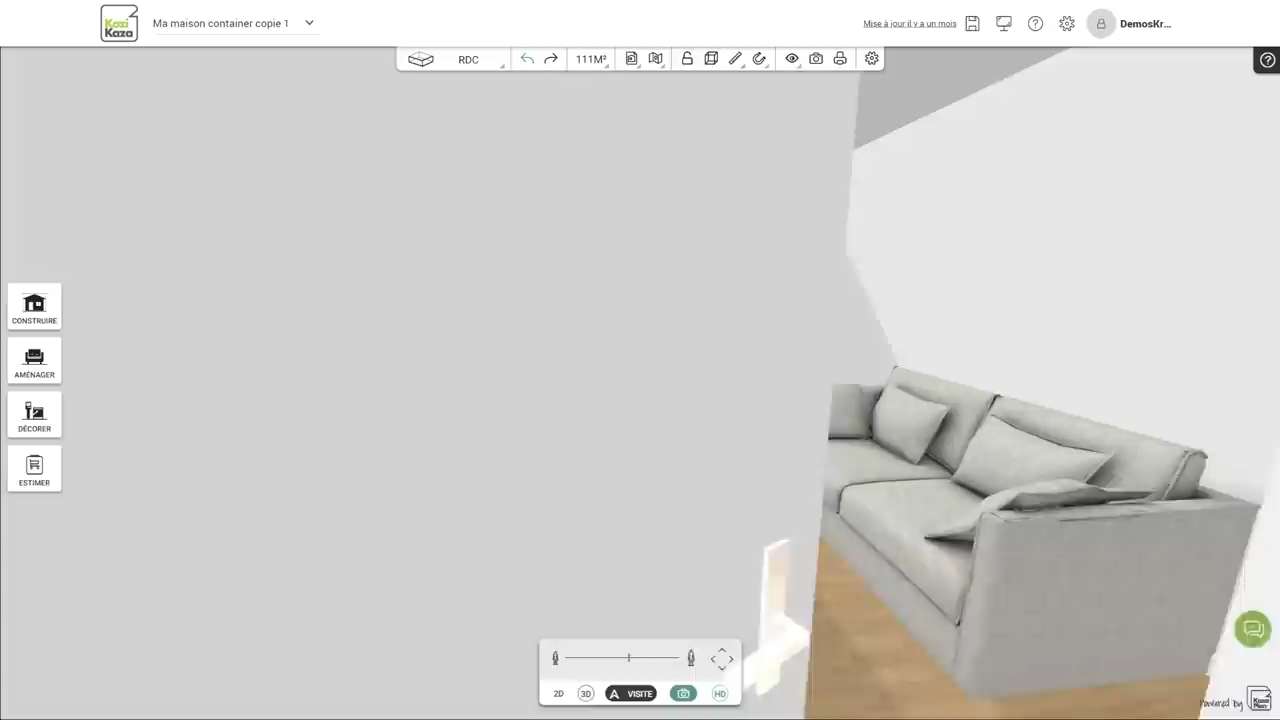 Kozi
Kaza
Ma maison container copie 1
Mise à jour il y a un mois
DemosKr...
RDC
111M²
CONSTRUIRE
AMÉNAGER
DÉCORER
ESTIMER
2D
3D
VISITE
HD
Powered by